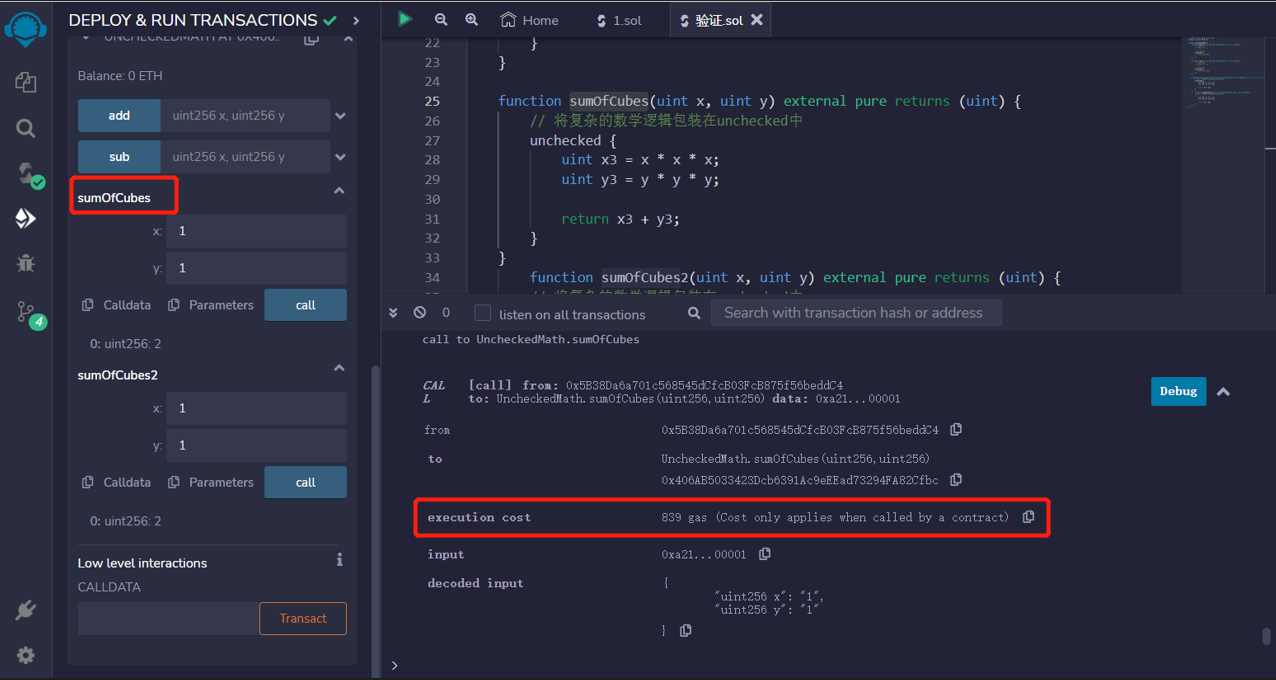 DEPLOY & RUN TRANSACTIONS
UNCHECKEDMATH AT 0X406...
Balance: 0 ETH
add uint256 x, uint256 y
sub uint256 x, uint256 y
sumOfCubes
x: 1
y: 1
Calldata Parameters call
0: uint256: 2
sumOfCubes2
x: 1
y: 1
Calldata Parameters call
0: uint256: 2
Low level interactions i
CALLDATA
Transact
4
Home 1.sol 验证.sol
22 }
23 }
24
25 function sumOfCubes(uint x, uint y) external pure returns (uint) {
26 // 将复杂的数学逻辑包装在unchecked中
27 unchecked {
28 uint x3 = x * x * x;
29 uint y3 = y * y * y;
30
31 return x3 + y3;
32 }
33 }
34 function sumOfCubes2(uint x, uint y) external pure returns (uint) {
0 listen on all transactions Search with transaction hash or address
call to UncheckedMath.sumOfCubes
CAL [call] from: 0x5B38Da6a701c568545dCfcB03FcB875f56beddC4
L to: UncheckedMath.sumOfCubes(uint256,uint256) data: 0xa21...00001
Debug
from 0x5B38Da6a701c568545dCfcB03FcB875f56beddC4
to UncheckedMath.sumOfCubes(uint256,uint256)
0x406AB5033423Dcb6391Ac9eEEad73294FA82Cfbc
execution cost 839 gas (Cost only applies when called by a contract)
input 0xa21...00001
decoded input {
"uint256 x": "1",
"uint256 y": "1"
}
>